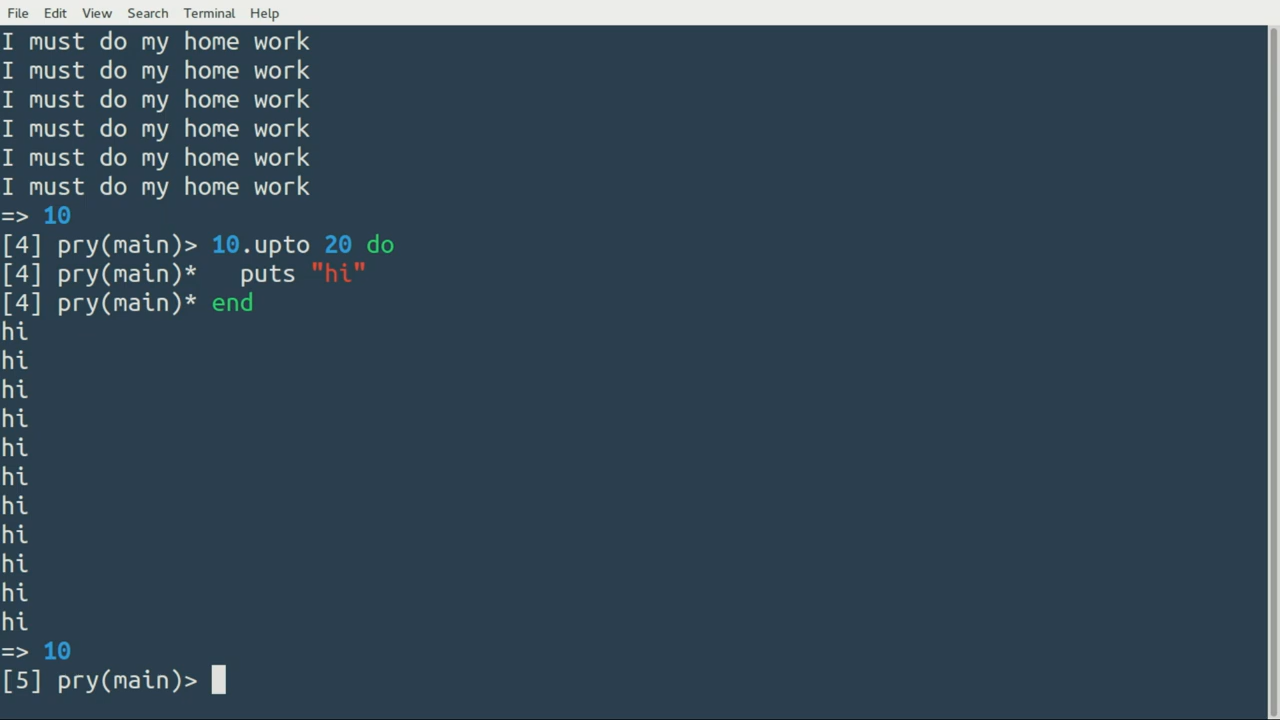 File Edit View Search Terminal Help
I must do my home work
I must do my home work
I must do my home work
I must do my home work
I must do my home work
I must do my home work
=> 10
[4] pry(main)> 10.upto 20 do
[4] pry(main)*   puts "hi"
[4] pry(main)* end
hi
hi
hi
hi
hi
hi
hi
hi
hi
hi
hi
=> 10
[5] pry(main)>